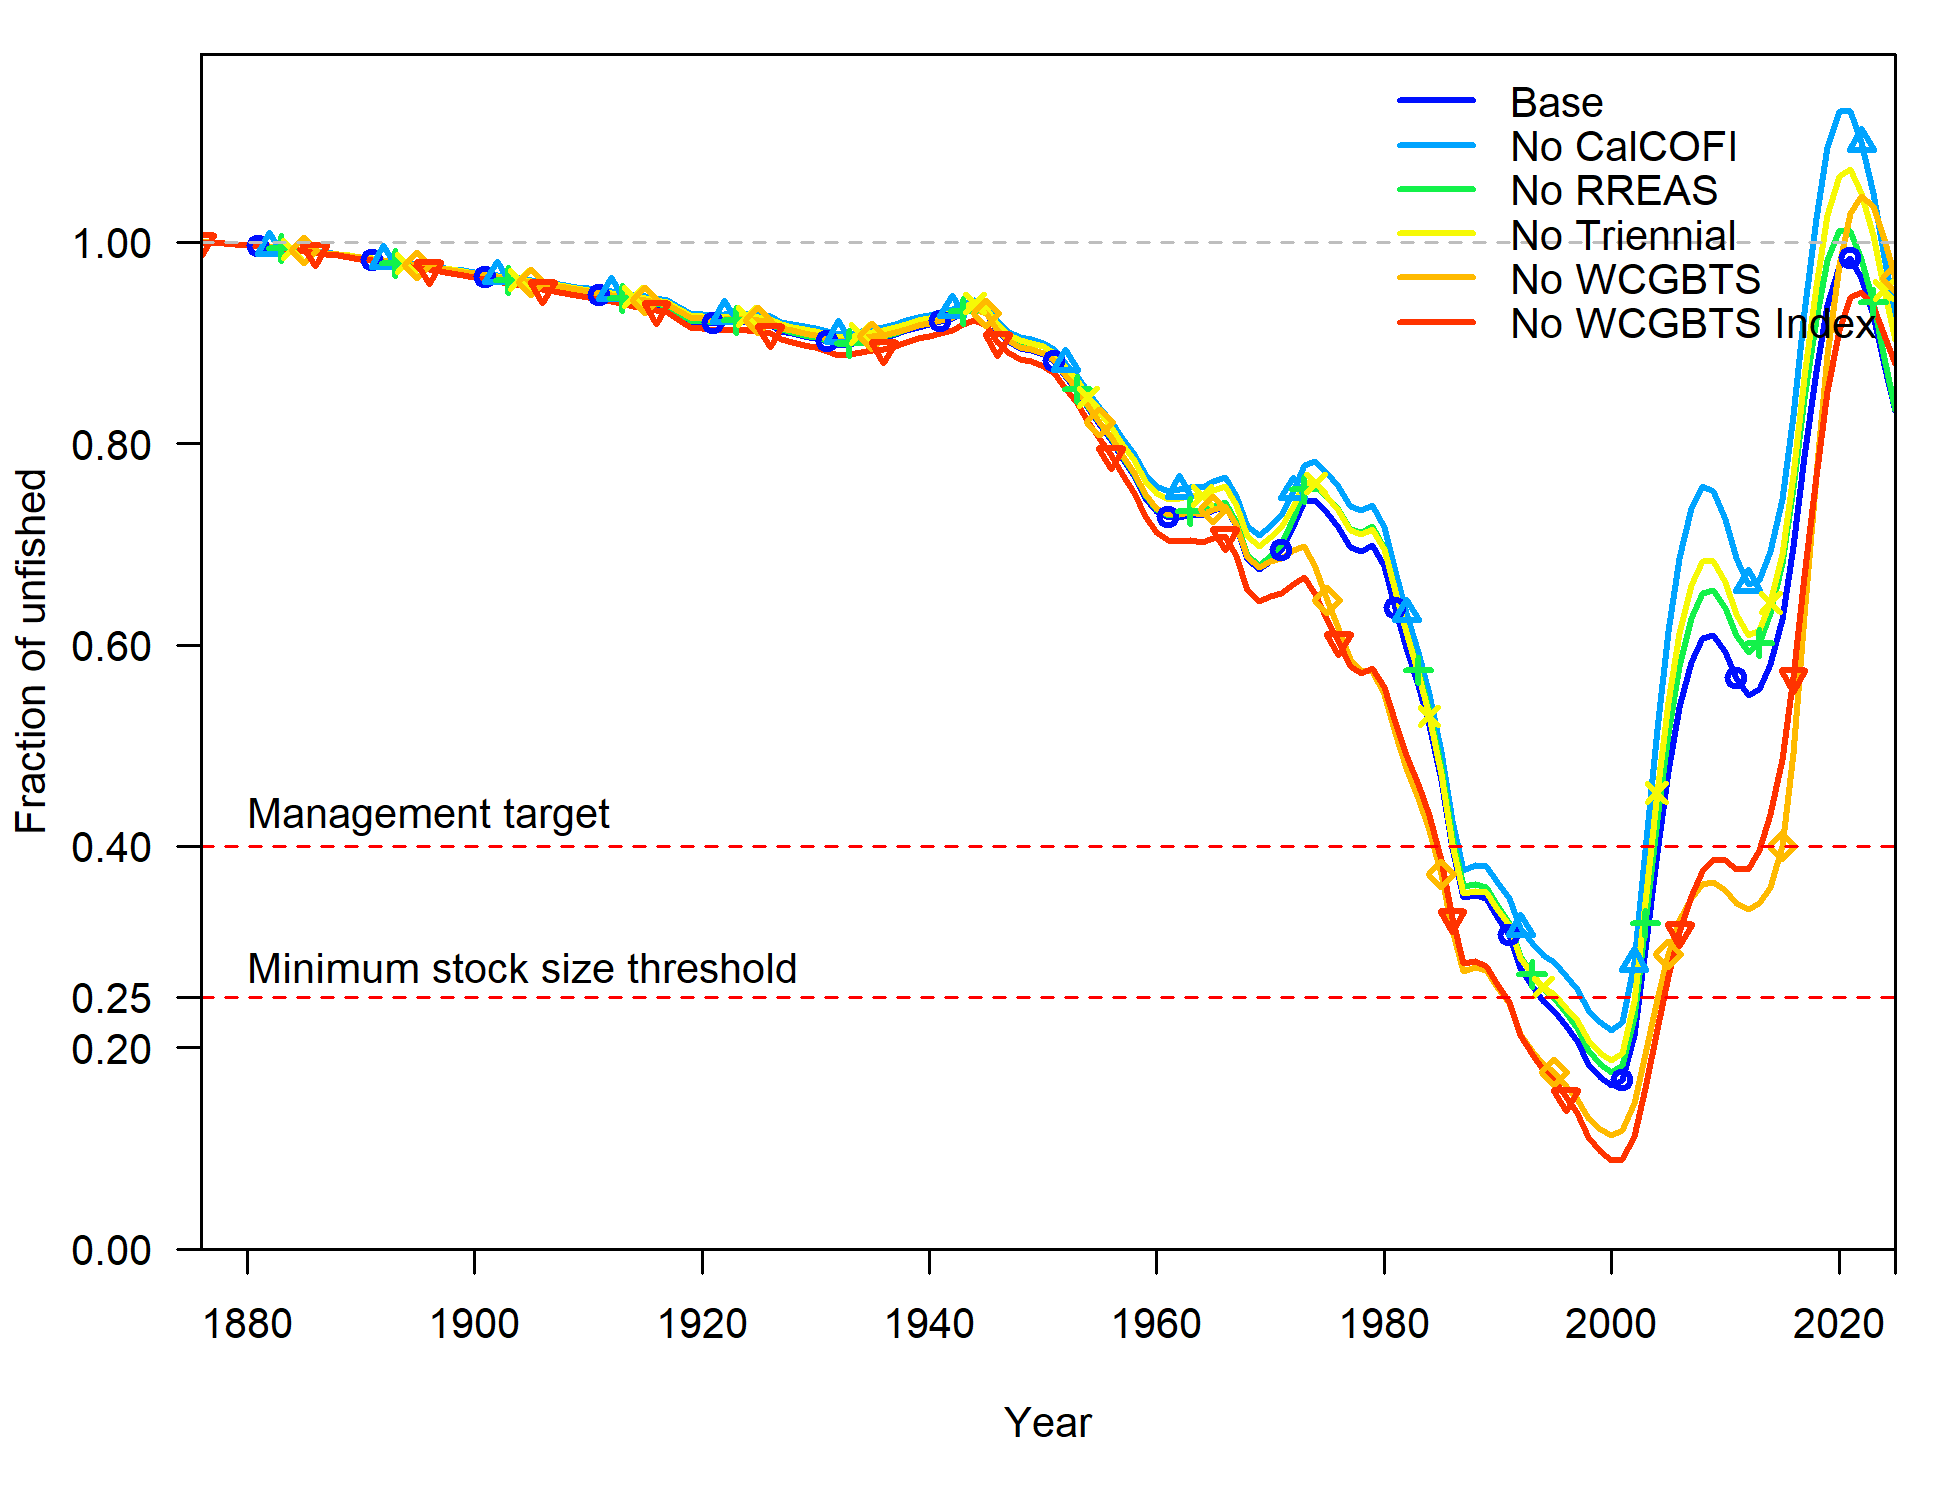 Base
No CalCOFI
No RREAS
No Triennial
No WCGBTS
No WCGBTS Index
1.00
0.80
0.60
0.40
0.25
0.20
0.00
Fraction of unfished
Management target
Minimum stock size threshold
1880 1900 1920 1940 1960 1980 2000 2020
Year